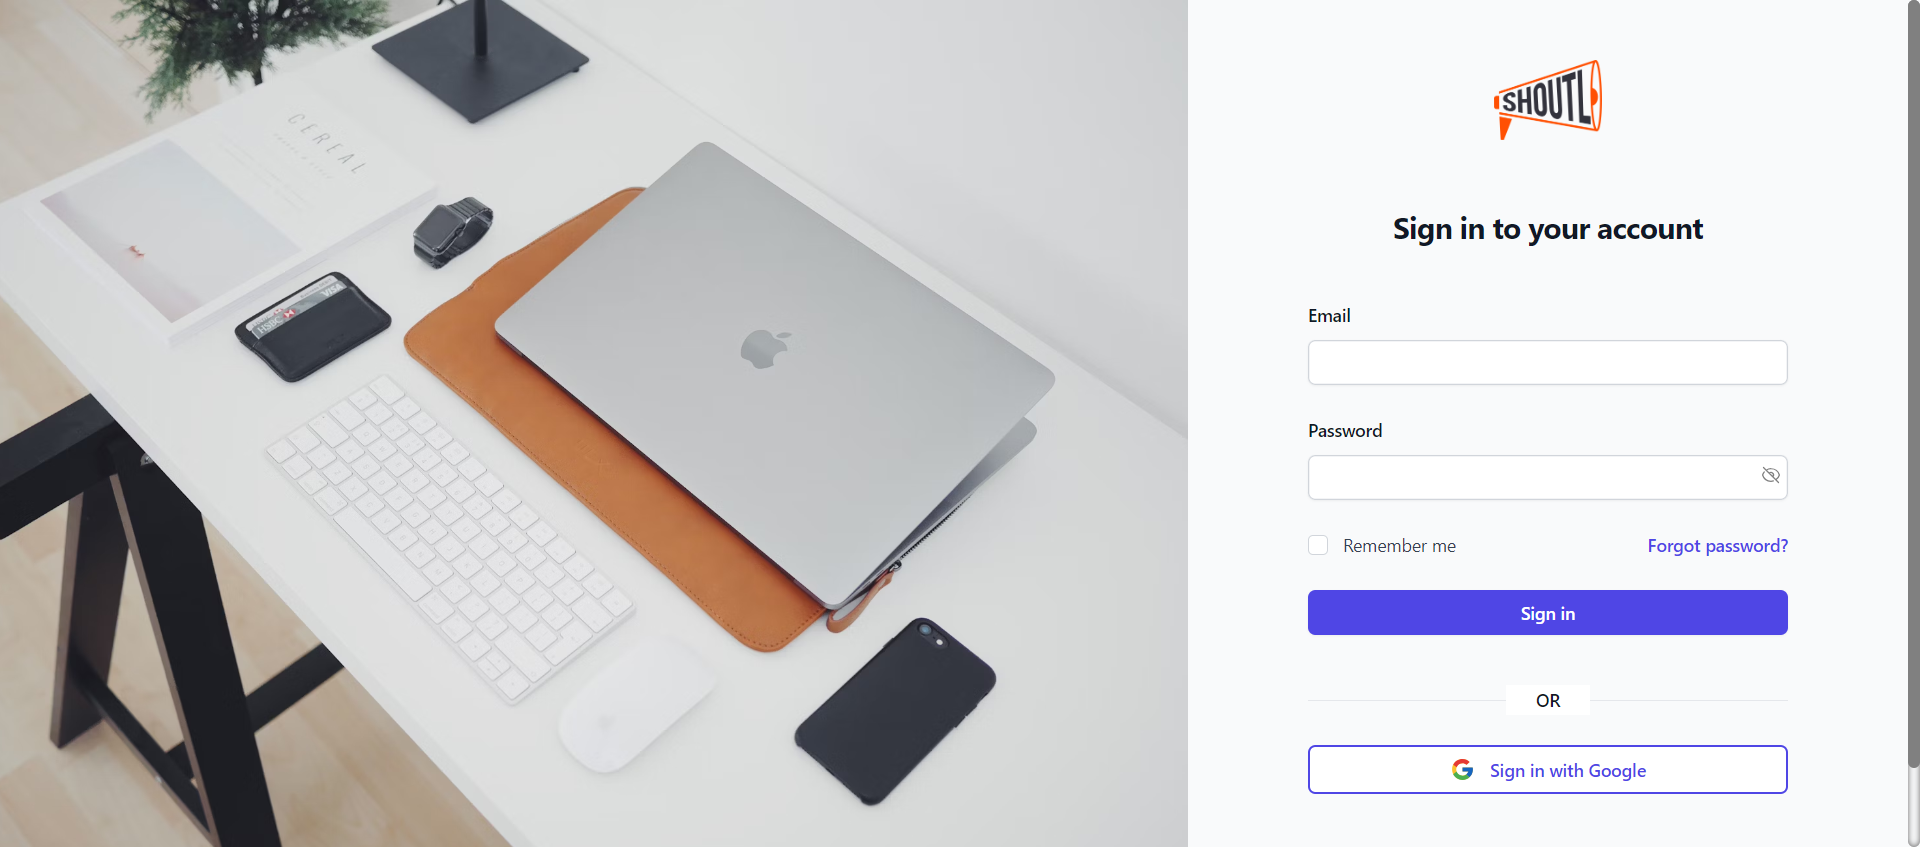 CEREAL
VISA
HSBC
SHOUTL
Sign in to your account
Email
Password
Remember me
Forgot password?
Sign in
OR
Sign in with Google